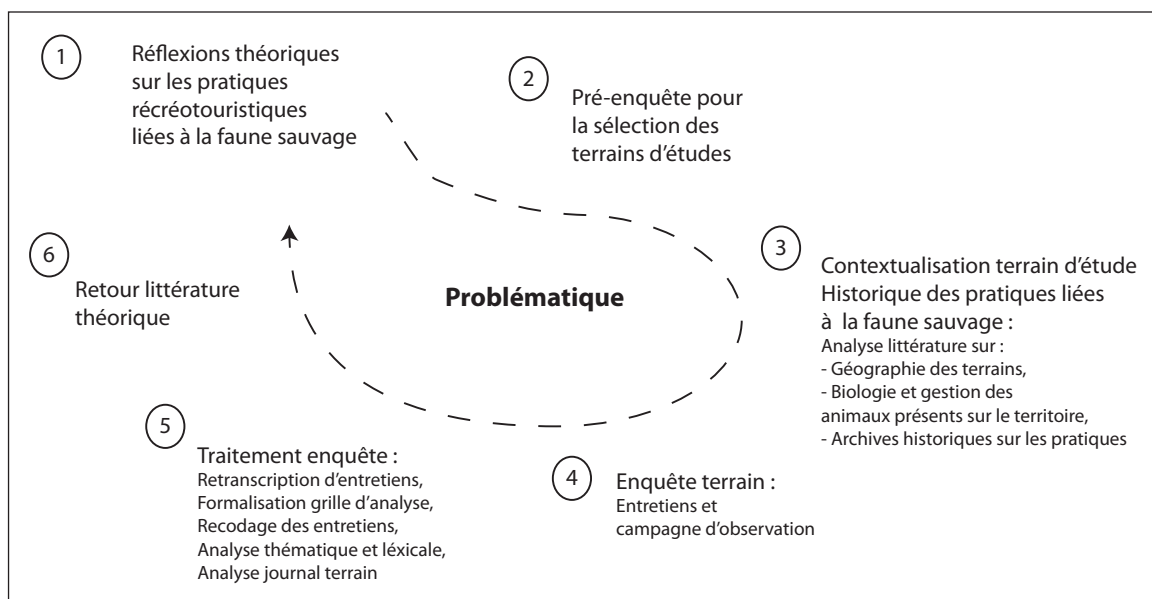 1
Réflexions théoriques
sur les pratiques
récréotouristiques
liées à la faune sauvage
2
Pré-enquête pour
la sélection des
terrains d'études
3
Contextualisation terrain d'étude
Historique des pratiques liées
à la faune sauvage :
Analyse littérature sur :
- Géographie des terrains,
- Biologie et gestion des
animaux présents sur le territoire,
- Archives historiques sur les pratiques
Problématique
6
Retour littérature
théorique
5
Traitement enquête :
Retranscription d'entretiens,
Formalisation grille d'analyse,
Recodage des entretiens,
Analyse thématique et léxicale,
Analyse journal terrain
4
Enquête terrain :
Entretiens et
campagne d'observation